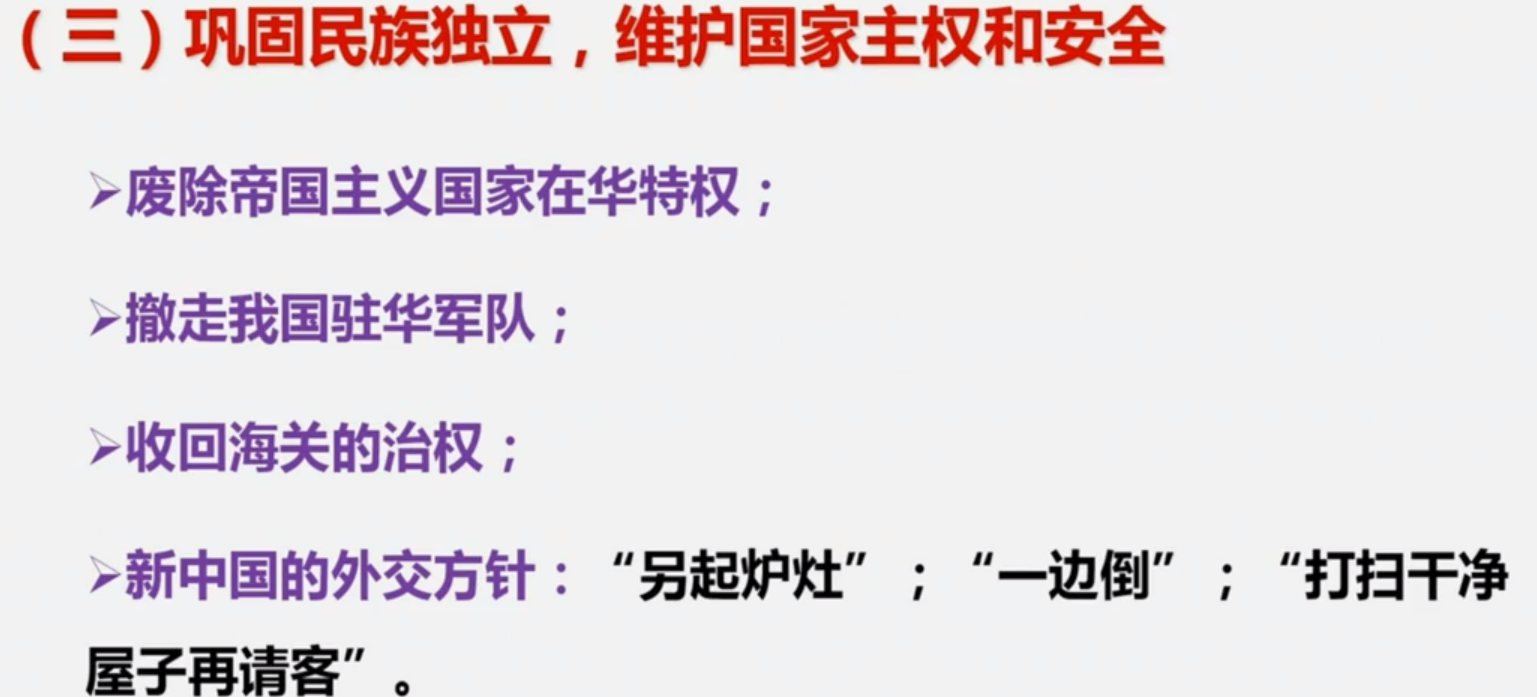 （三）巩固民族独立，维护国家主权和安全
➢废除帝国主义国家在华特权；
➢撤走我国驻华军队；
➢收回海关的治权；
➢新中国的外交方针：“另起炉灶”；“一边倒”；“打扫干净
屋子再请客”。